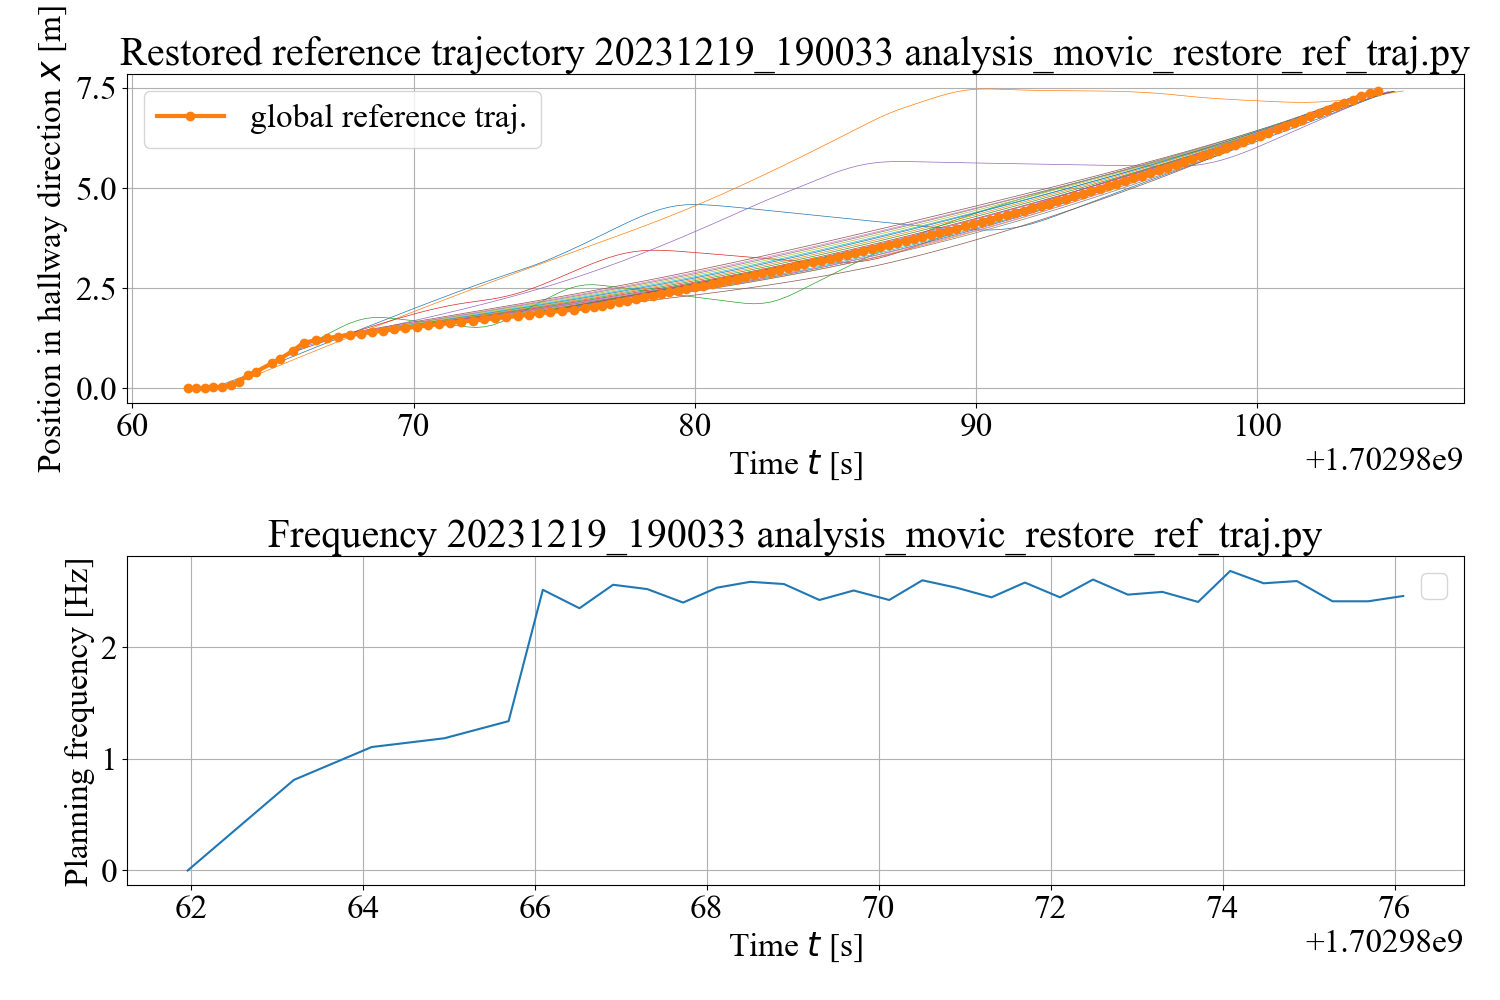 Restored reference trajectory 20231219_190033 analysis_movic_restore_ref_traj.py
Position in hallway direction x [m]
7.5
5.0
2.5
0.0
global reference traj.
60 70 80 90 100
Time t [s]
+1.70298e9
Frequency 20231219_190033 analysis_movic_restore_ref_traj.py
Planning frequency [Hz]
2
1
0
62 64 66 68 70 72 74 76
Time t [s]
+1.70298e9